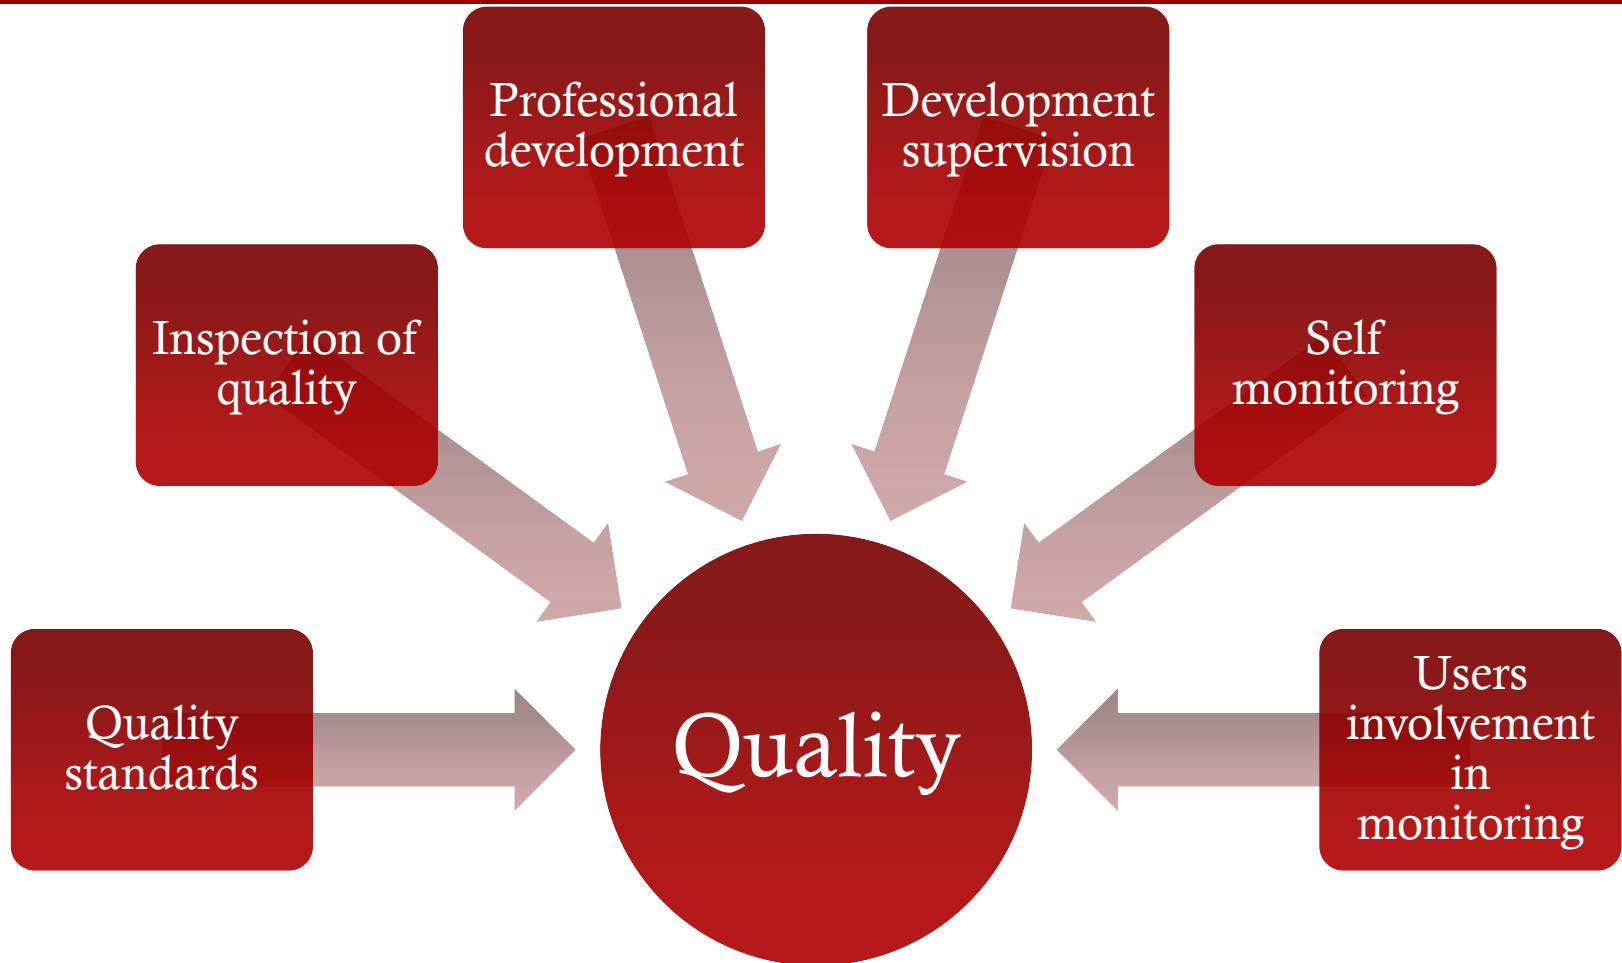 Professional
development
Development
supervision
Inspection of
quality
Self
monitoring
Quality
standards
Quality
Users
involvement
in
monitoring